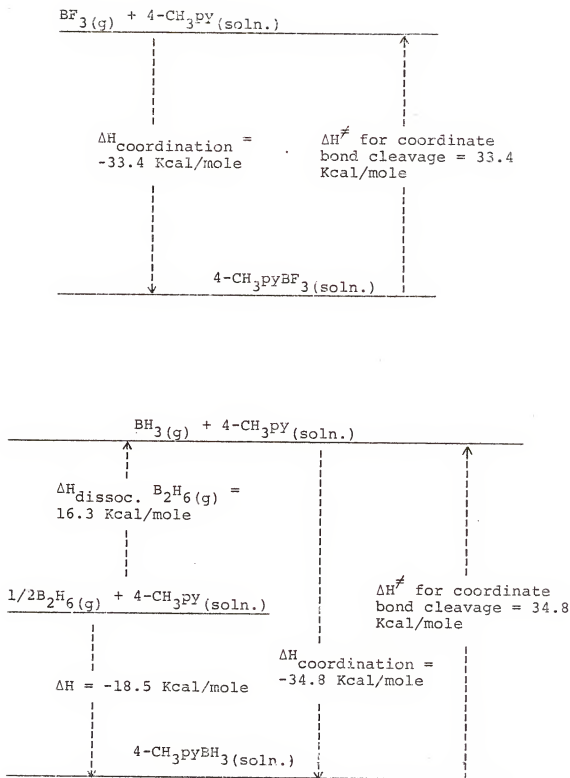 BF3(g) + 4-CH3py(soln.)
ΔHcoordination =
-33.4 Kcal/mole
ΔH≠ for coordinate
bond cleavage = 33.4
Kcal/mole
4-CH3pyBF3(soln.)
BH3(g) + 4-CH3py(soln.)
ΔHdissoc. B2H6(g) =
16.3 Kcal/mole
1/2B2H6(g) + 4-CH3py(soln.)
ΔH≠ for coordinate
bond cleavage = 34.8
Kcal/mole
ΔHcoordination =
-34.8 Kcal/mole
ΔH = -18.5 Kcal/mole
4-CH3pyBH3(soln.)